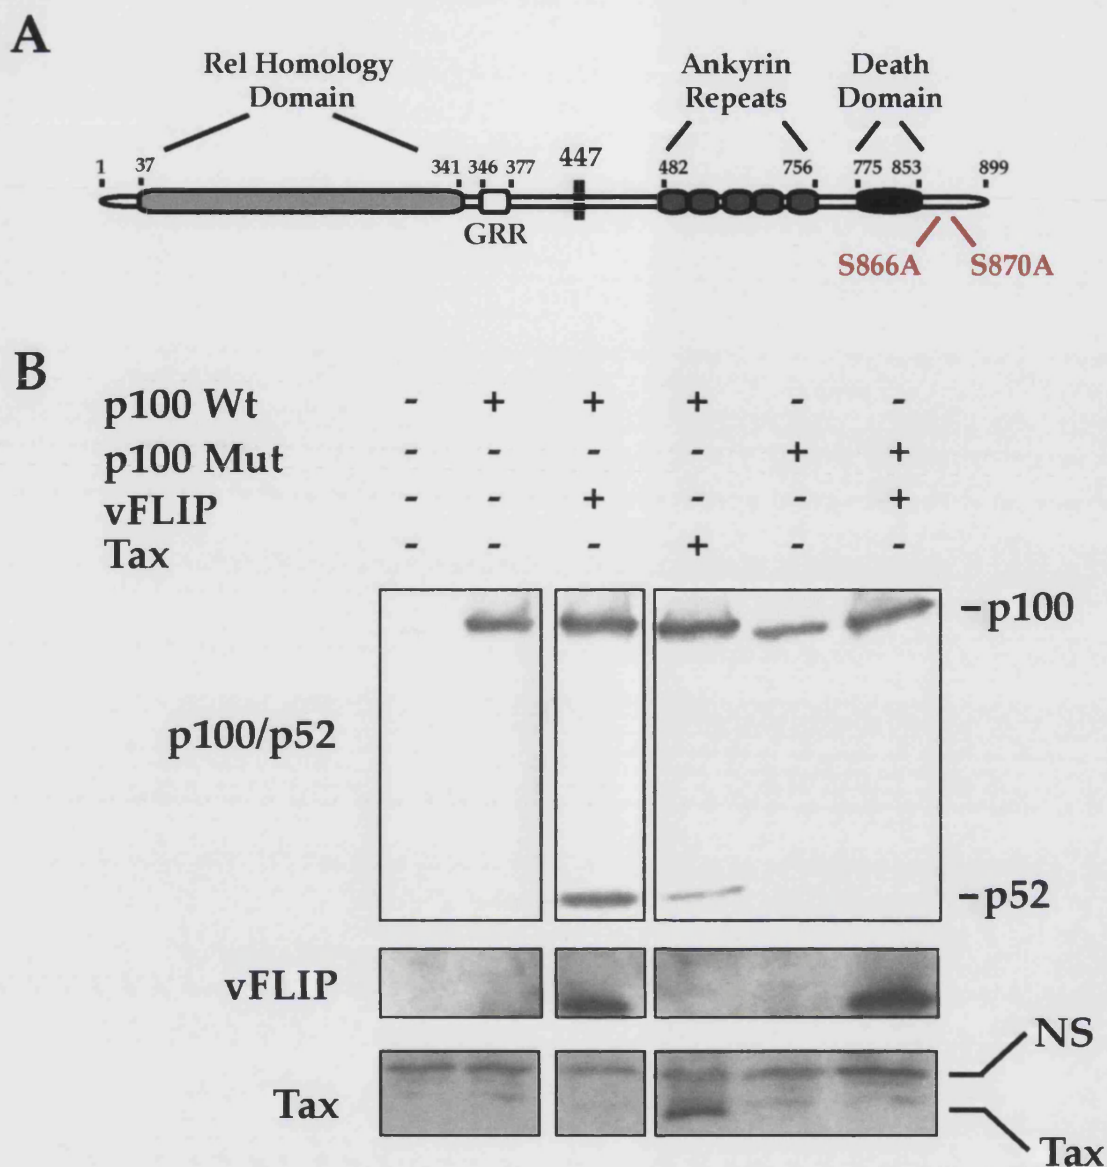 A
Rel Homology
Domain
Ankyrin
Repeats
Death
Domain
1 37 341 346 377 447 482 756 775 853 899
GRR
S866A S870A
B
p100 Wt - + + + - -
p100 Mut - - - - + +
vFLIP - - + - - +
Tax - - - + - -
p100/p52
-p100
-p52
vFLIP
NS
Tax
Tax